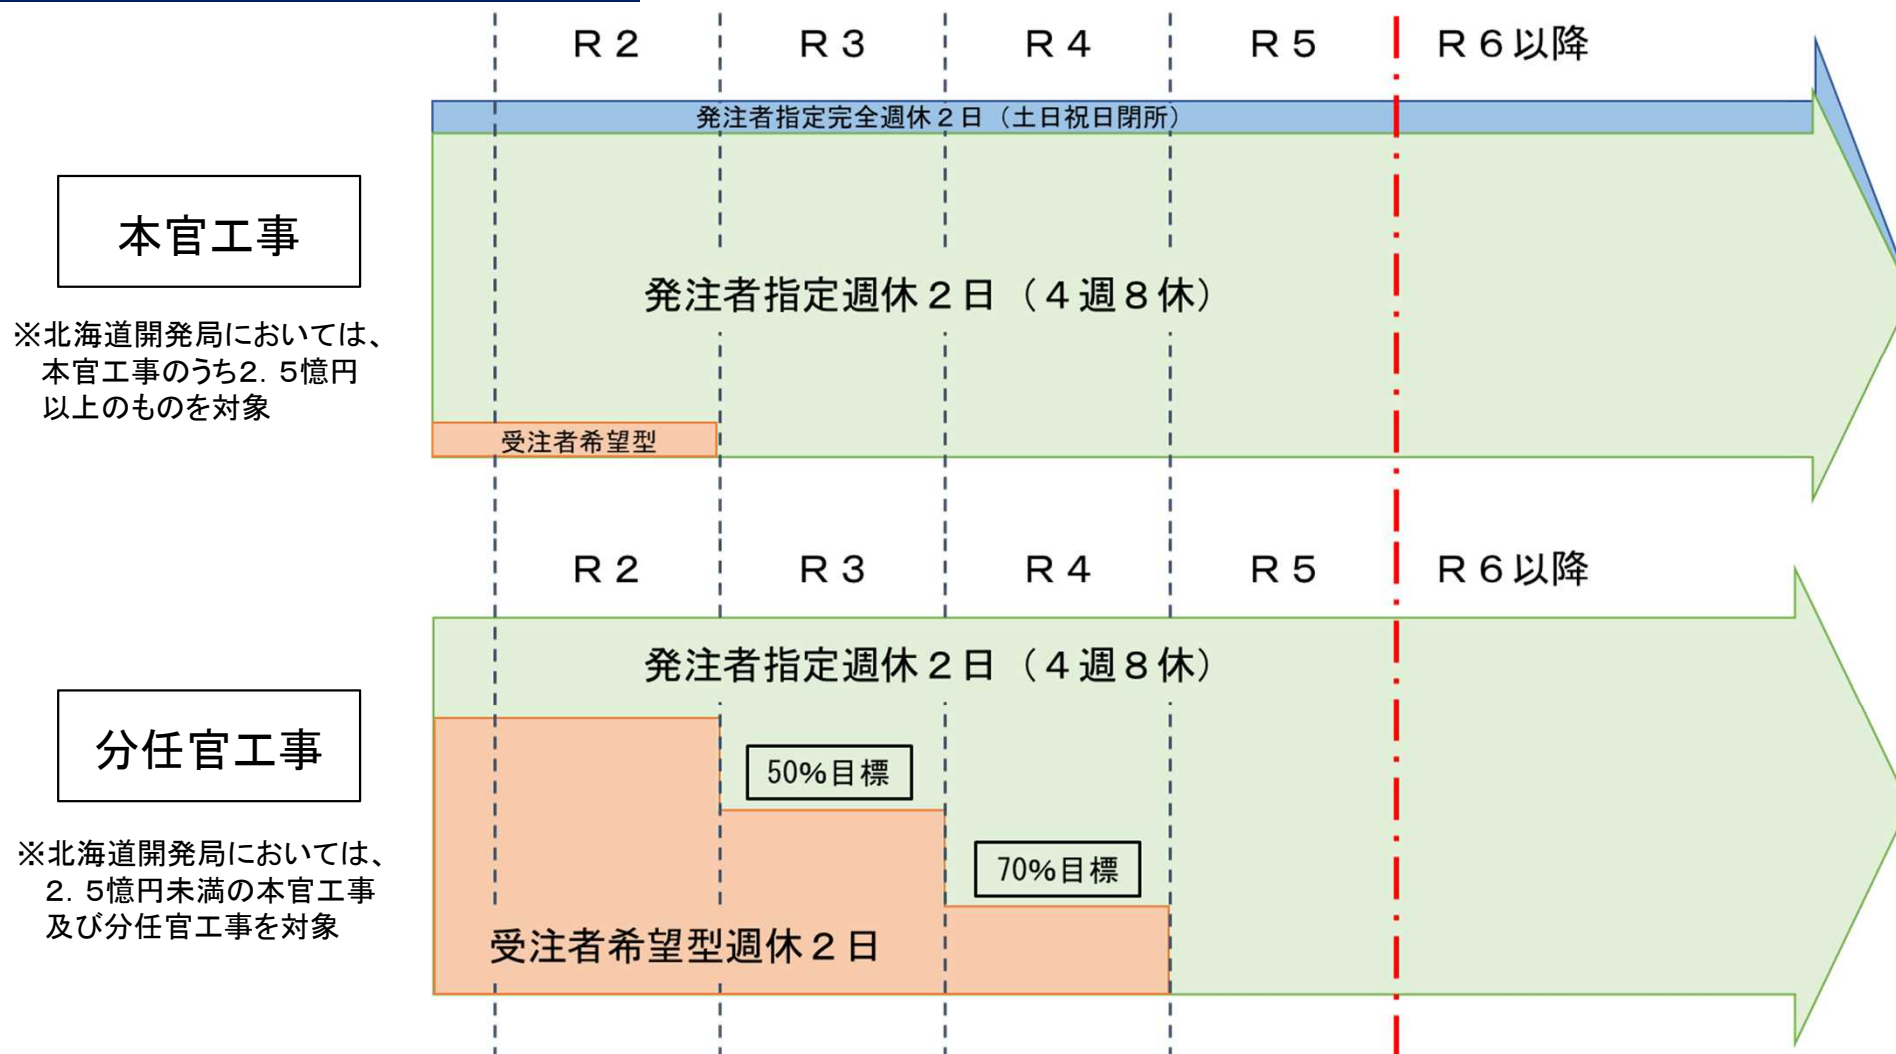 R2 R3 R4 R5 R6以降
発注者指定完全週休2日（土日祝日閉所）
本官工事
発注者指定週休2日（4週8休）
※北海道開発局においては、
本官工事のうち2．5憶円
以上のものを対象
受注者希望型
R2 R3 R4 R5 R6以降
発注者指定週休2日（4週8休）
分任官工事
50%目標
70%目標
※北海道開発局においては、
2．5憶円未満の本官工事
及び分任官工事を対象
受注者希望型週休2日